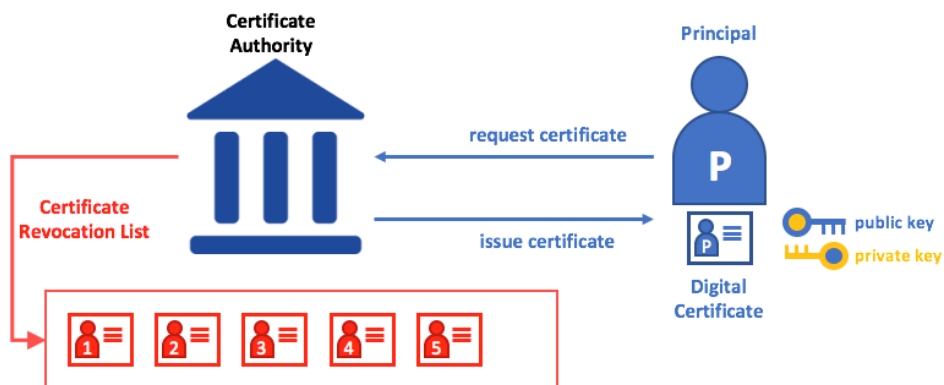 Certificate
Authority
Principal
request certificate
P
Certificate
Revocation List
issue certificate
P
public key
private key
Digital
Certificate
1
2
3
4
5